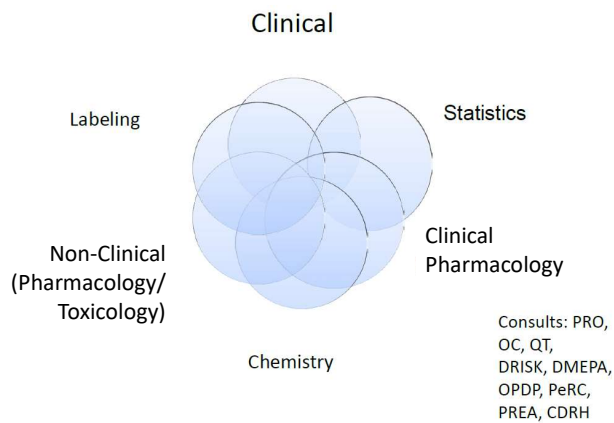 Clinical
Labeling
Statistics
Non-Clinical
(Pharmacology/
Toxicology)
Clinical
Pharmacology
Chemistry
Consults: PRO,
OC, QT,
DRISK, DMEPA,
OPDP, PeRC,
PREA, CDRH